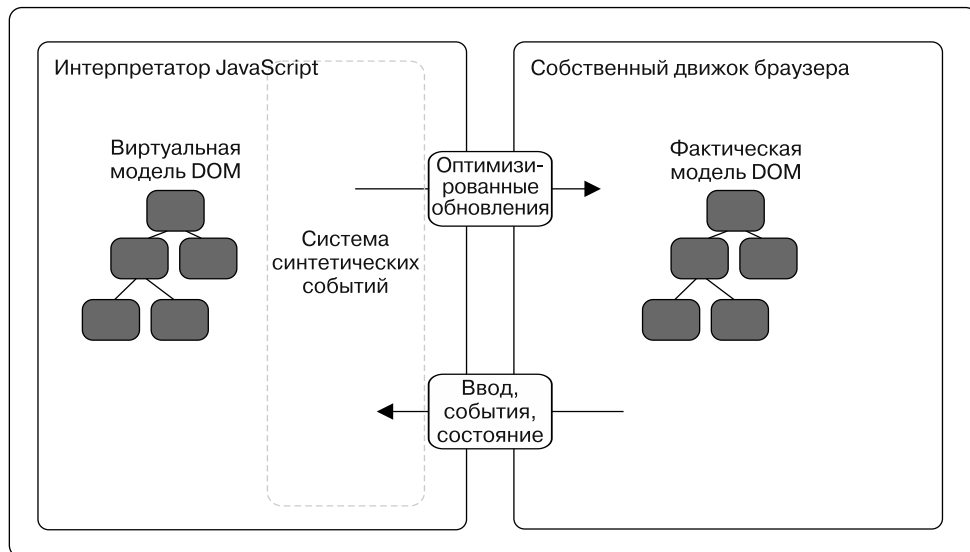 Интерпретатор JavaScript
Собственный движок браузера
Виртуальная
модель DOM
Оптимизи-
рованные
обновления
Фактическая
модель DOM
Система
синтетических
событий
Ввод,
события,
состояние